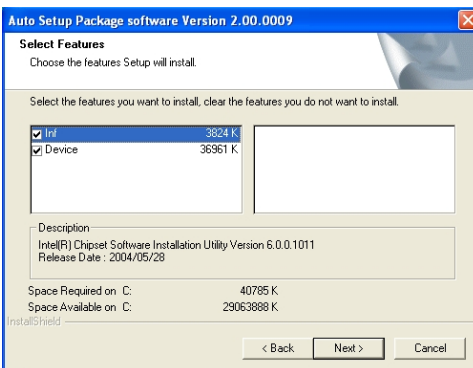 Auto Setup Package software Version 2.00.0009
Select Features
Choose the features Setup will install.
Select the features you want to install, clear the features you do not want to install.
Inf 3824 K
Device 36961 K
Description
Intel(R) Chipset Software Installation Utility Version 6.0.0.1011
Release Date : 2004/05/28
Space Required on C: 40785 K
Space Available on C: 29063888 K
InstallShield
< Back Next > Cancel